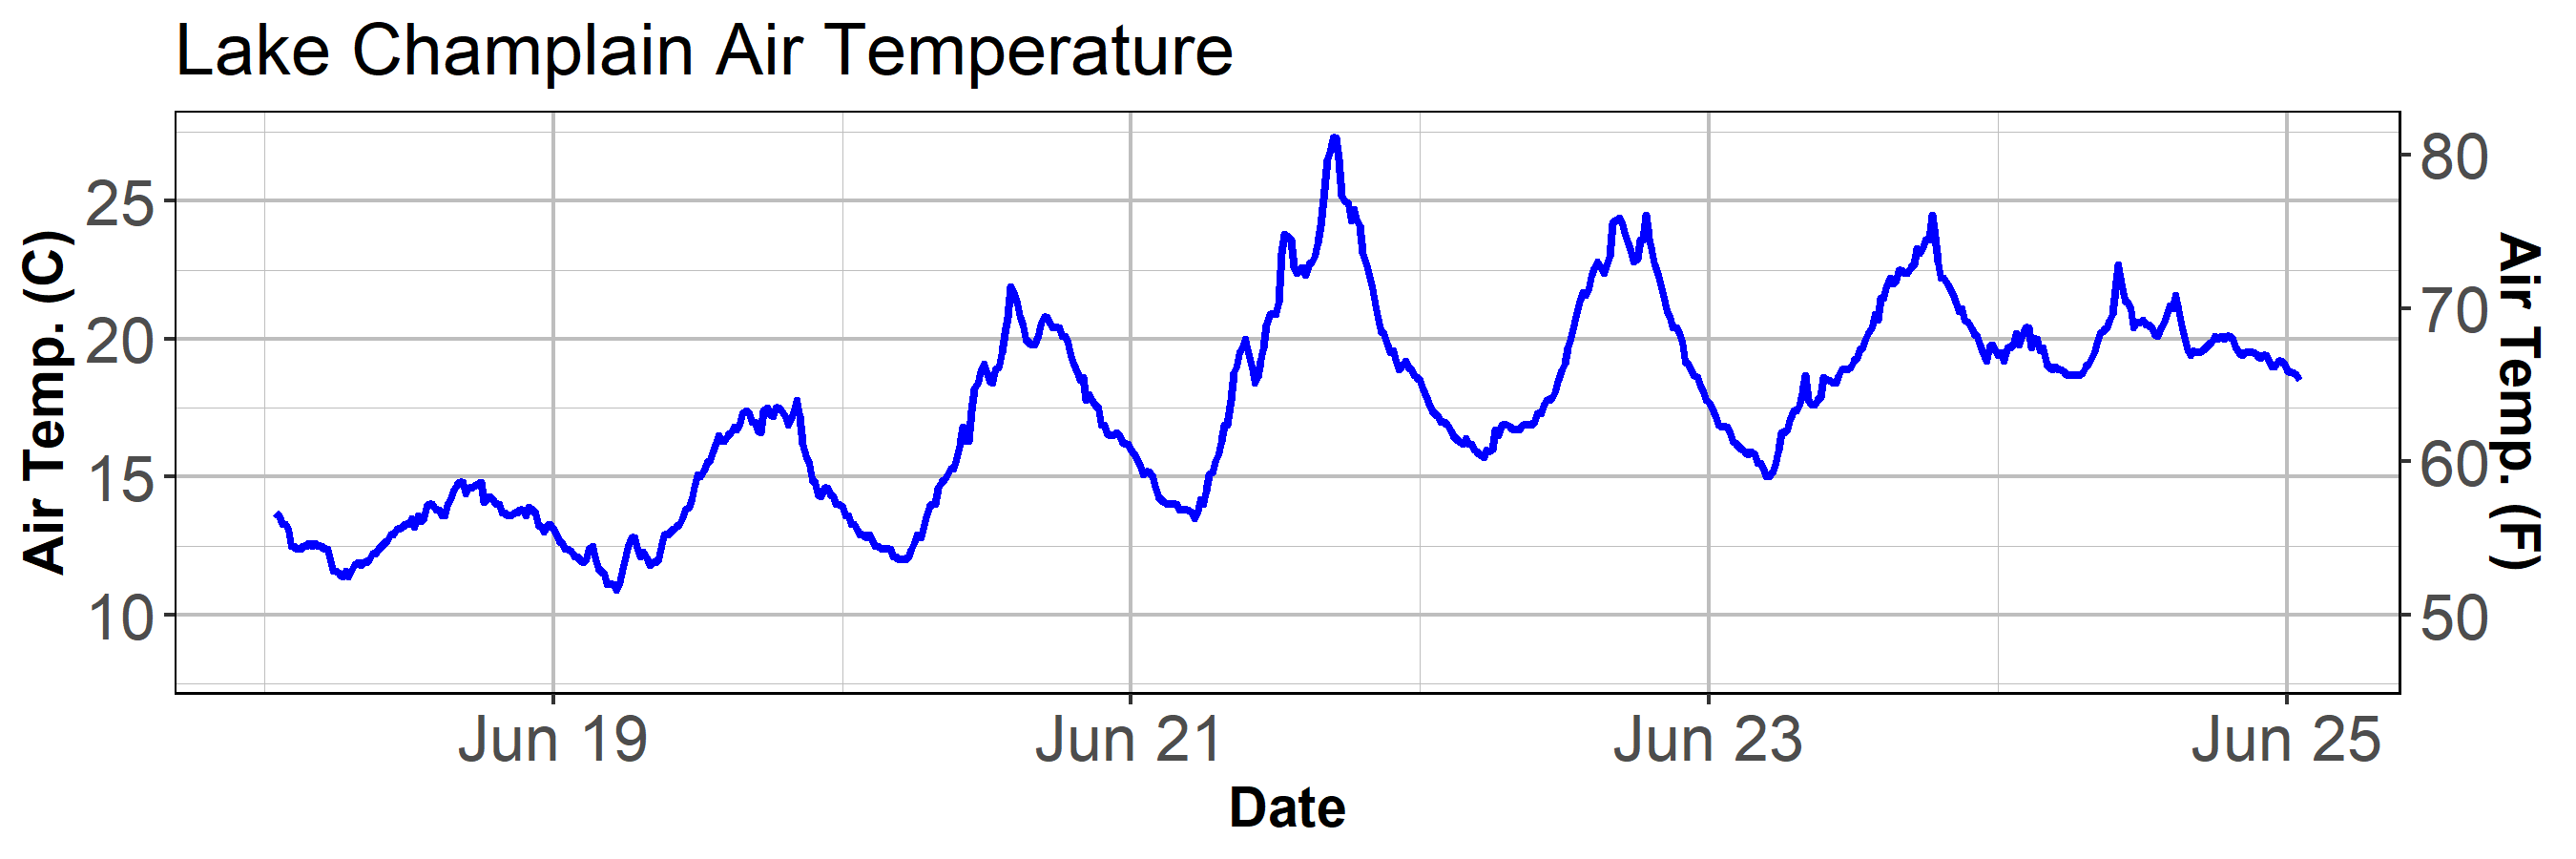 Lake Champlain Air Temperature
Air Temp. (C)
25
20
15
10
80
70
60
50
Air Temp. (F)
Jun 19
Jun 21
Jun 23
Jun 25
Date